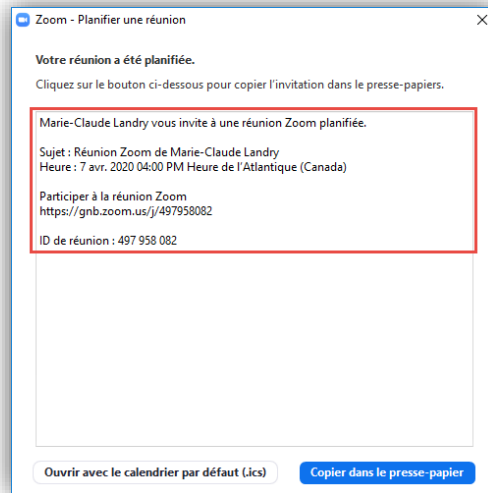 Zoom - Planifier une réunion
Votre réunion a été planifiée.
Cliquez sur le bouton ci-dessous pour copier l'invitation dans le presse-papiers.
Marie-Claude Landry vous invite à une réunion Zoom planifiée.
Sujet : Réunion Zoom de Marie-Claude Landry
Heure : 7 avr. 2020 04:00 PM Heure de l'Atlantique (Canada)
Participer à la réunion Zoom
https://gnb.zoom.us/j/497958082
ID de réunion : 497 958 082
Ouvrir avec le calendrier par défaut (.ics)
Copier dans le presse-papier